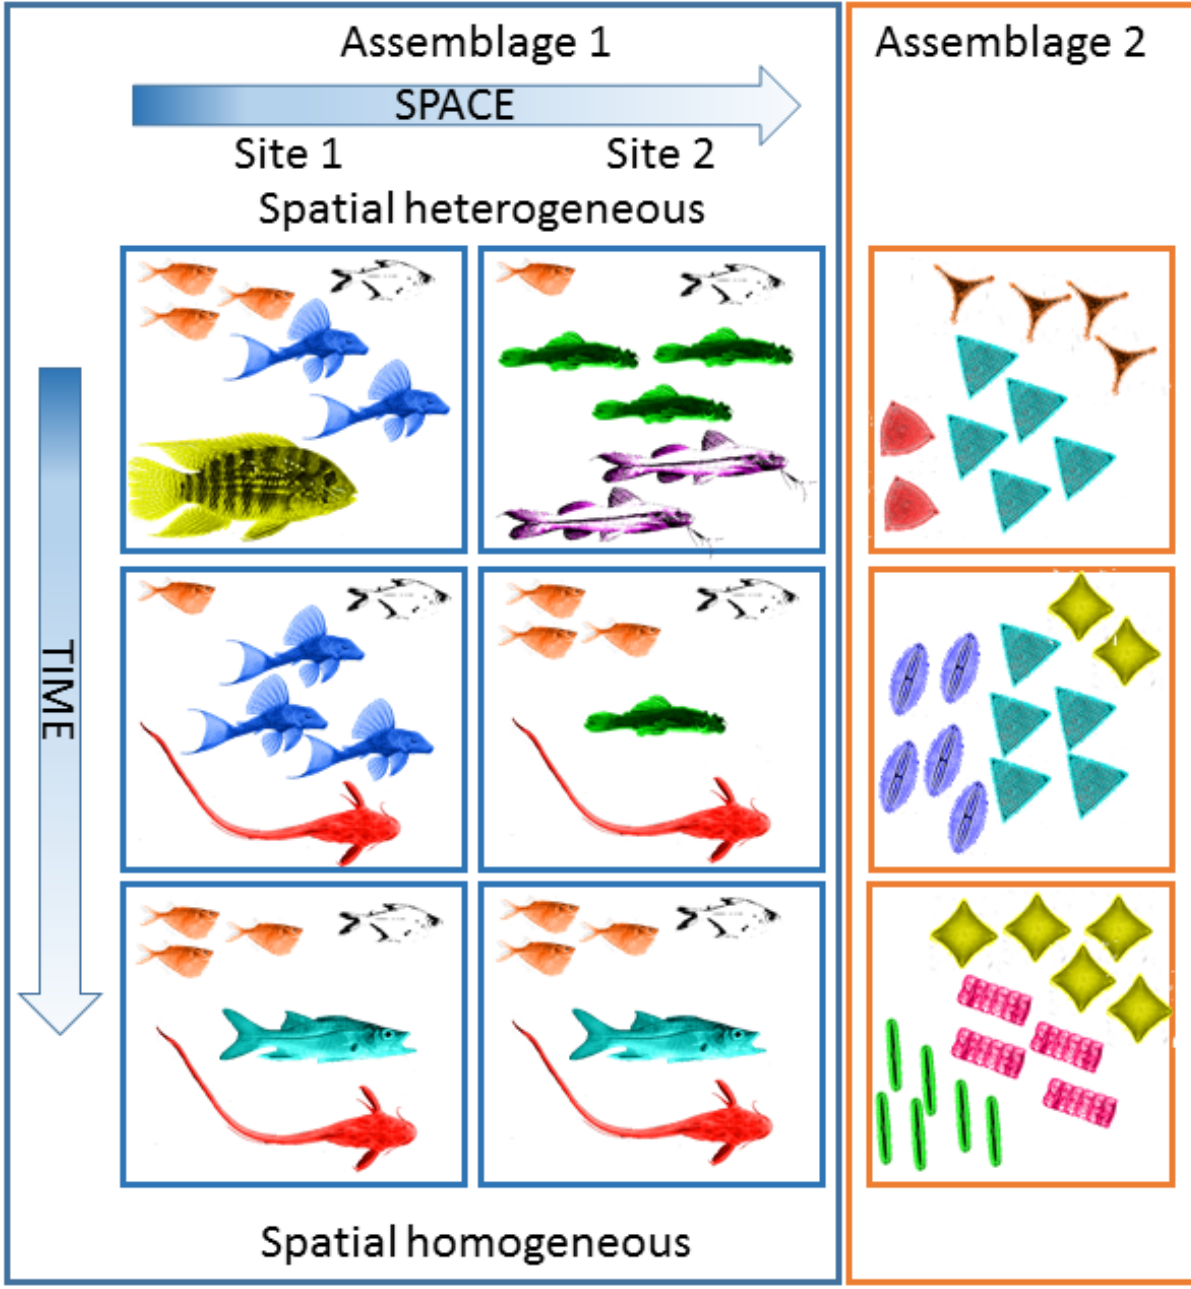 Assemblage 1
SPACE
Site 1
Site 2
Spatial heterogeneous
TIME
Spatial homogeneous
Assemblage 2